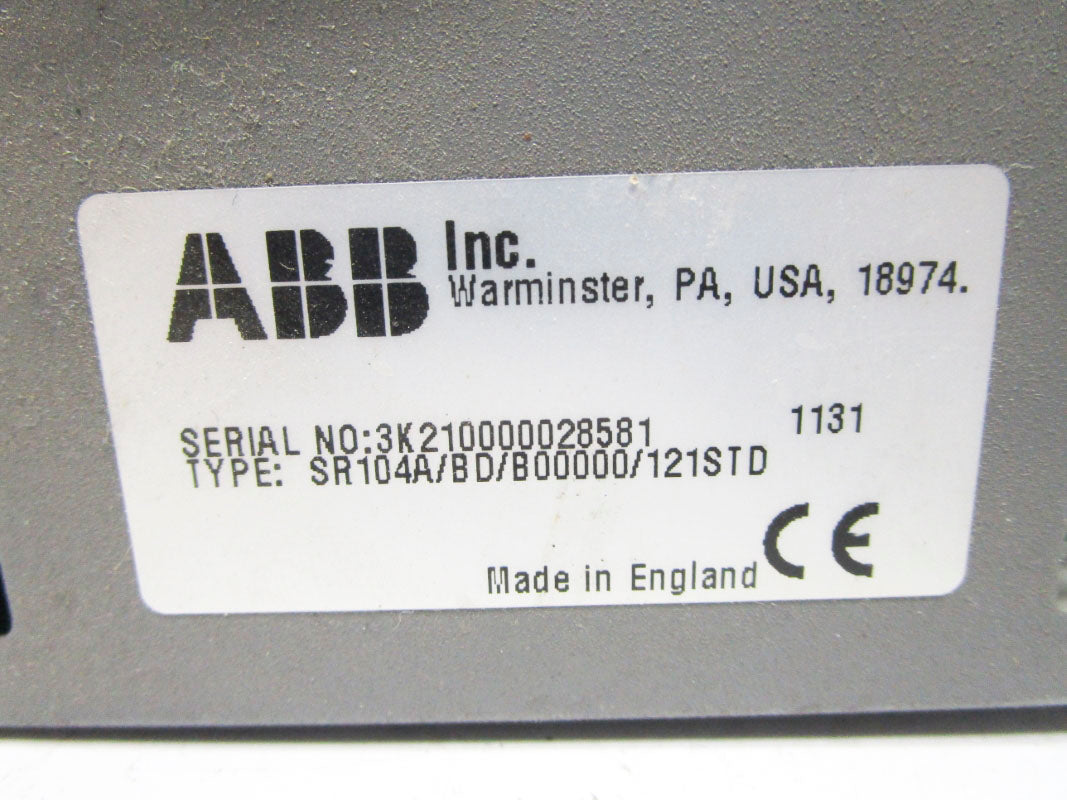 ABB Inc.
Warminster, PA, USA, 18974.
SERIAL NO:3K210000028581 1131
TYPE: SR104A/BD/B00000/121STD
Made in England CE